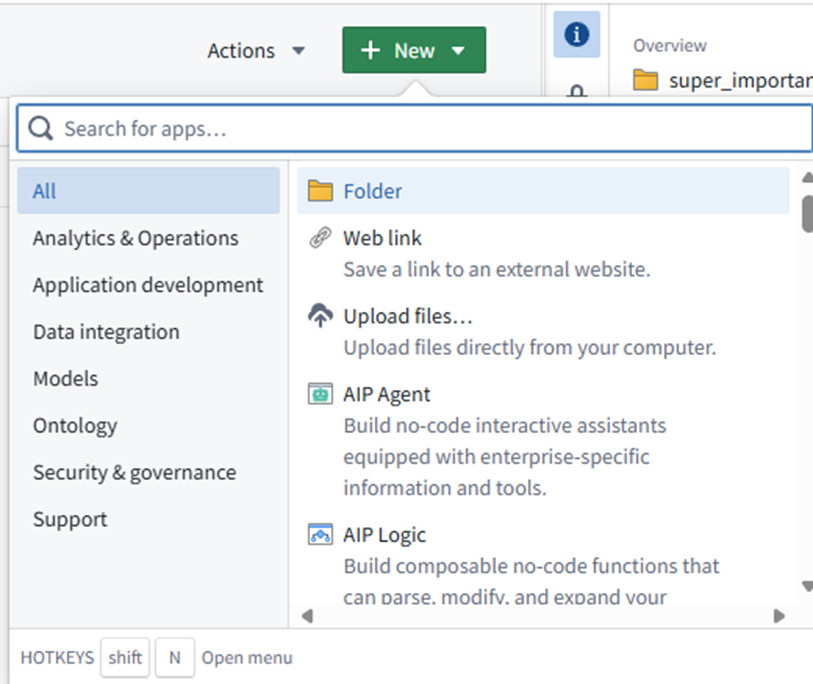 Actions
New
Overview
super_importan
Search for apps...
All
Analytics & Operations
Application development
Data integration
Models
Ontology
Security & governance
Support
Folder
Web link
Save a link to an external website.
Upload files...
Upload files directly from your computer.
AIP Agent
Build no-code interactive assistants
equipped with enterprise-specific
information and tools.
AIP Logic
Build composable no-code functions that
can parse, modify, and expand your
HOTKEYS shift N Open menu